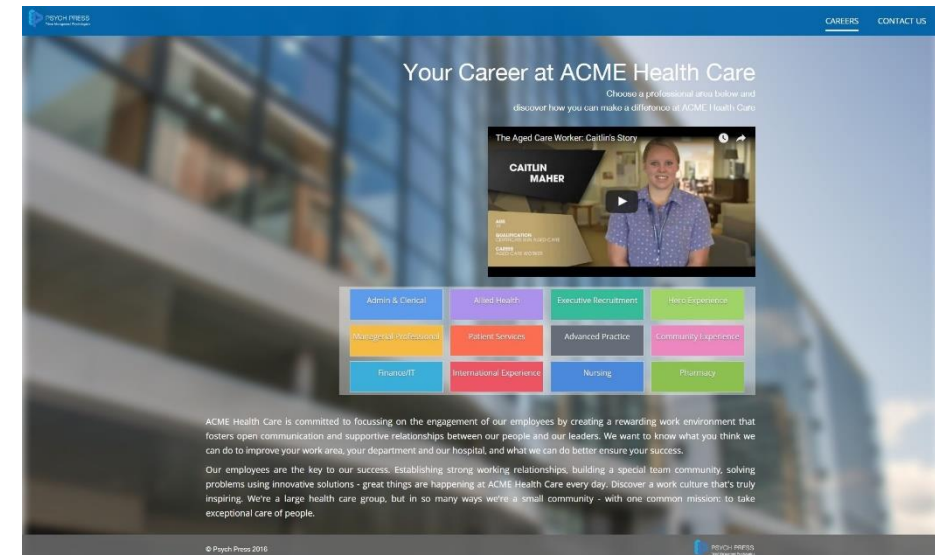 PSYCH PRESS
CAREERS CONTACT US
Your Career at ACME Health Care
Choose a professional area below and
discover how you can make a difference at ACME Health Care
The Aged Care Worker: Caitlin's Story
CAITLIN
MAHER
AGE
QUALIFICATION
CAREER
AGED CARE WORKER
Admin & Clerical Allied Health Executive Recruitment Hero Experience
Managerial Professional Patient Services Advanced Practice Community Experience
Finance/IT International Experience Nursing Pharmacy
ACME Health Care is committed to focussing on the engagement of our employees by creating a rewarding work environment that
fosters open communication and supportive relationships between our people and our leaders. We want to know what you think we
can do to improve your work area, your department and our hospital, and what we can do better ensure your success.
Our employees are the key to our success. Establishing strong working relationships, building a special team community, solving
problems using innovative solutions - great things are happening at ACME Health Care every day. Discover a work culture that's truly
inspiring. We're a large health care group, but in so many ways we're a small community - with one common mission: to take
exceptional care of people.
© Psych Press 2016 PSYCH PRESS